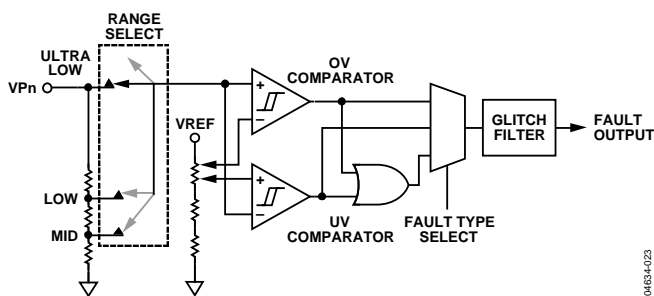 RANGE
SELECT
ULTRA
LOW
VPn
LOW
MID
VREF
+
–
OV
COMPARATOR
+
–
UV
COMPARATOR
FAULT TYPE
SELECT
GLITCH
FILTER
FAULT
OUTPUT
04634-023